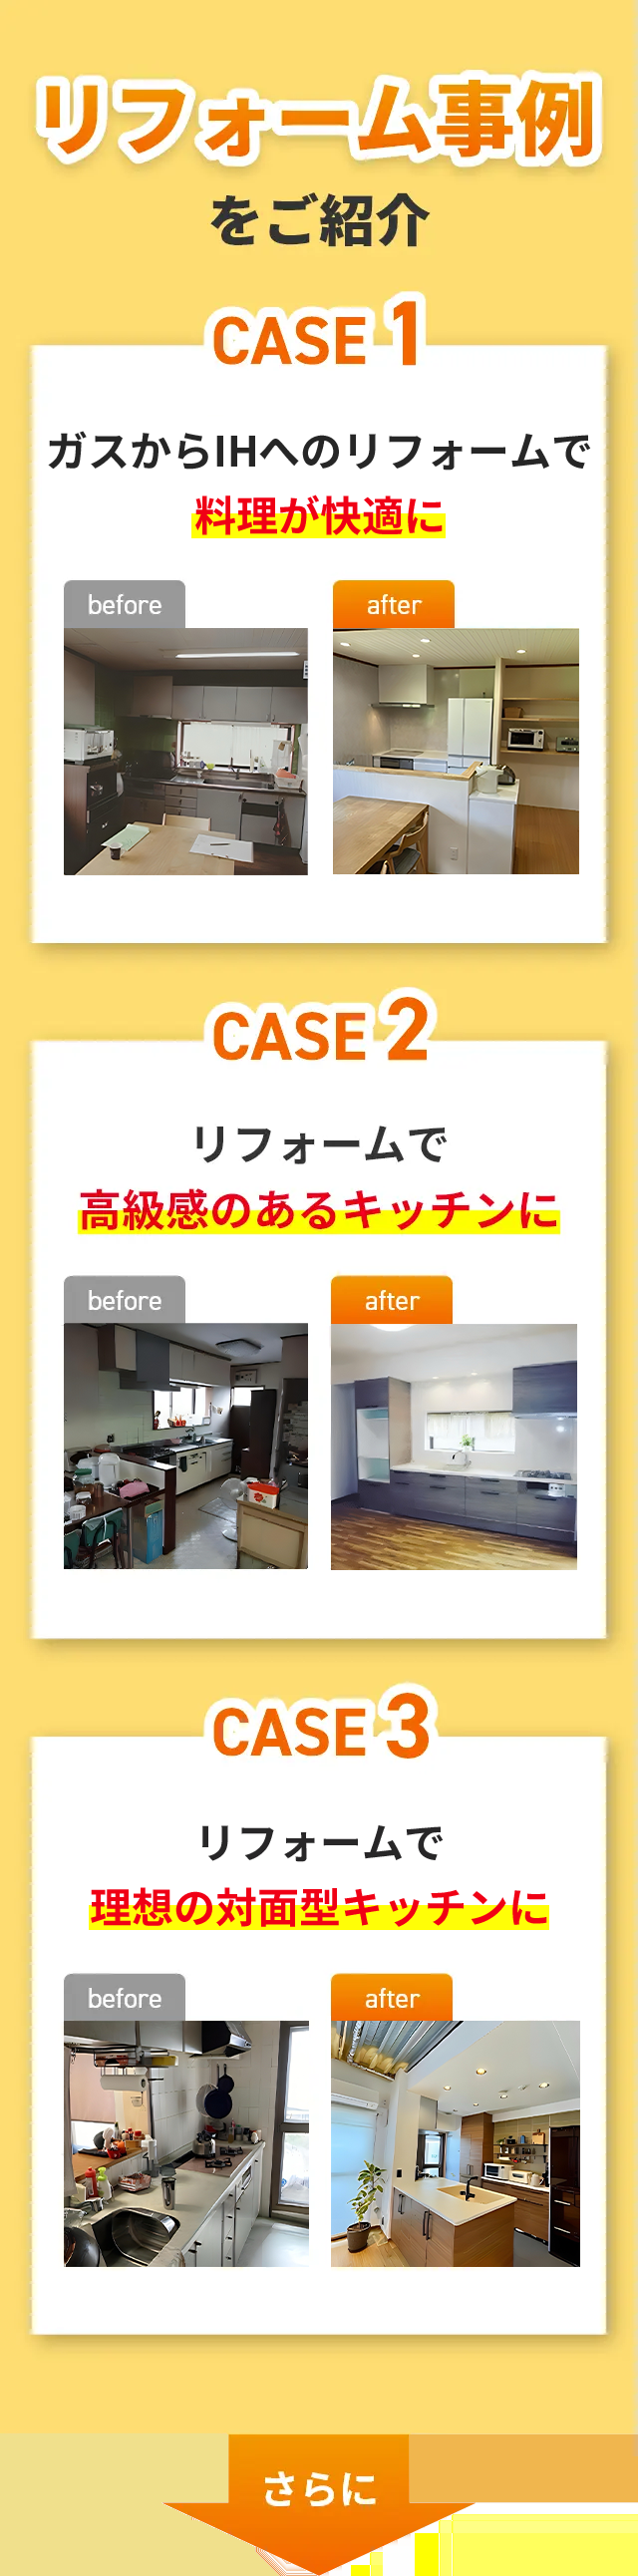 リフォーム事例
をご紹介
CASE 1
ガスからIHへのリフォームで
料理が快適に
before
after
CASE 2
リフォームで
高級感のあるキッチンに
before
after
CASE 3
リフォームで
理想の対面型キッチンに
before
after
さらに